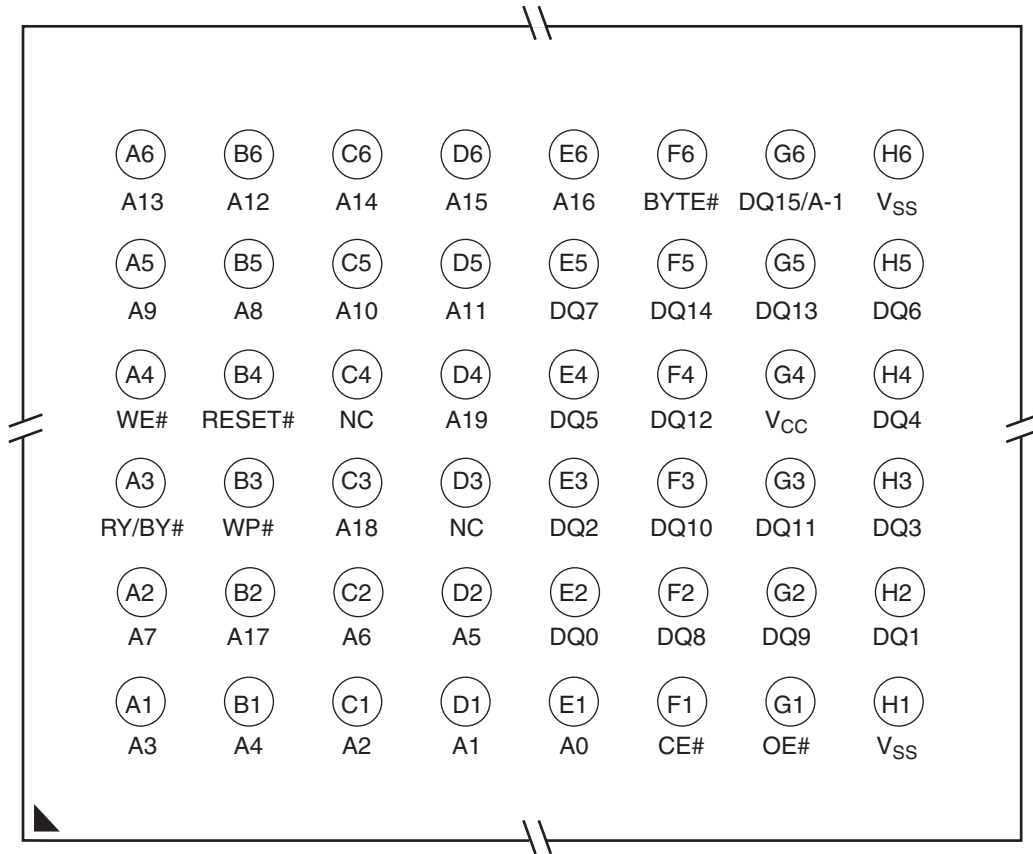 A6 B6 C6 D6 E6 F6 G6 H6
A13 A12 A14 A15 A16 BYTE# DQ15/A-1 VSS
A5 B5 C5 D5 E5 F5 G5 H5
A9 A8 A10 A11 DQ7 DQ14 DQ13 DQ6
A4 B4 C4 D4 E4 F4 G4 H4
WE# RESET# NC A19 DQ5 DQ12 VCC DQ4
A3 B3 C3 D3 E3 F3 G3 H3
RY/BY# WP# A18 NC DQ2 DQ10 DQ11 DQ3
A2 B2 C2 D2 E2 F2 G2 H2
A7 A17 A6 A5 DQ0 DQ8 DQ9 DQ1
A1 B1 C1 D1 E1 F1 G1 H1
A3 A4 A2 A1 A0 CE# OE# VSS